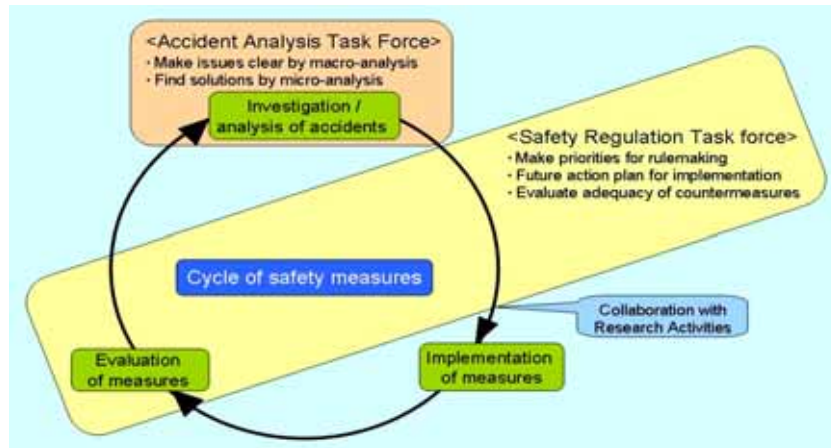 <Accident Analysis Task Force>
・Make issues clear by macro-analysis
・Find solutions by micro-analysis
Investigation /
analysis of accidents
<Safety Regulation Task force>
・Make priorities for rulemaking
・Future action plan for implementation
・Evaluate adequacy of countermeasures
Cycle of safety measures
Collaboration with
Research Activities
Evaluation
of measures
Implementation
of measures